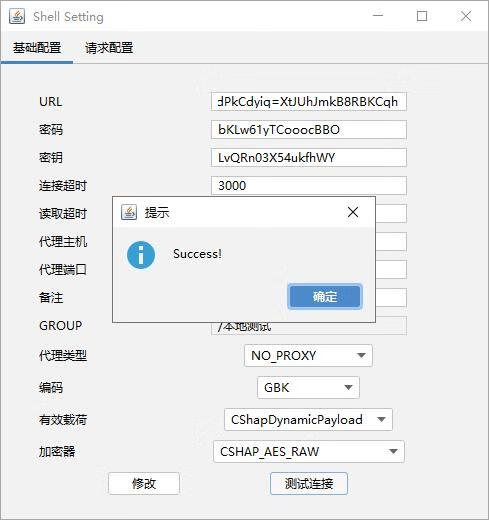 Shell Setting
基础配置 请求配置
URL dPkCdyiq=XtJUhJmkB8RBKCqh
密码 bKLw61yTCooocBBO
密钥 LvQRn03X54ukfhWY
连接超时 3000
读取超时
提示
代理主机
Success!
代理端口
备注
确定
GROUP /本地测试
代理类型 NO_PROXY
编码 GBK
有效载荷 CShapDynamicPayload
加密器 CSHAP_AES_RAW
修改 测试连接